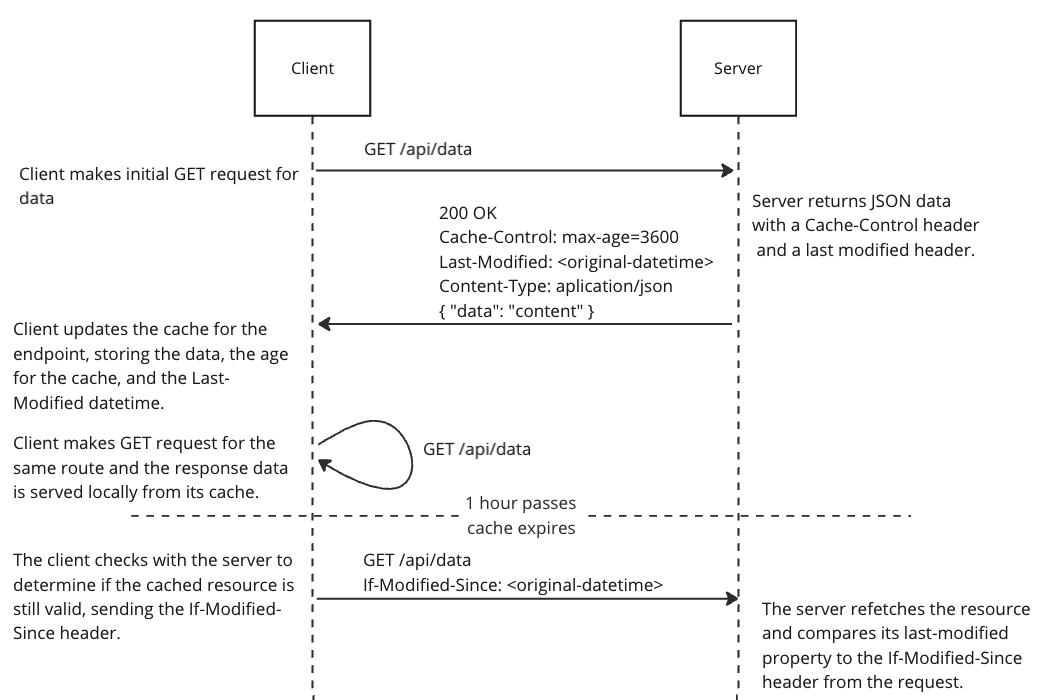 Client
Server
GET /api/data
Client makes initial GET request for
data
Server returns JSON data
with a Cache-Control header
and a last modified header.
200 OK
Cache-Control: max-age=3600
Last-Modified: <original-datetime>
Content-Type: aplication/json
{ "data": "content" }
Client updates the cache for the
endpoint, storing the data, the age
for the cache, and the Last-
Modified datetime.
Client makes GET request for the
same route and the response data
is served locally from its cache.
GET /api/data
1 hour passes
cache expires
The client checks with the server to
determine if the cached resource is
still valid, sending the If-Modified-
Since header.
GET /api/data
If-Modified-Since: <original-datetime>
The server refetches the resource
and compares its last-modified
property to the If-Modified-Since
header from the request.